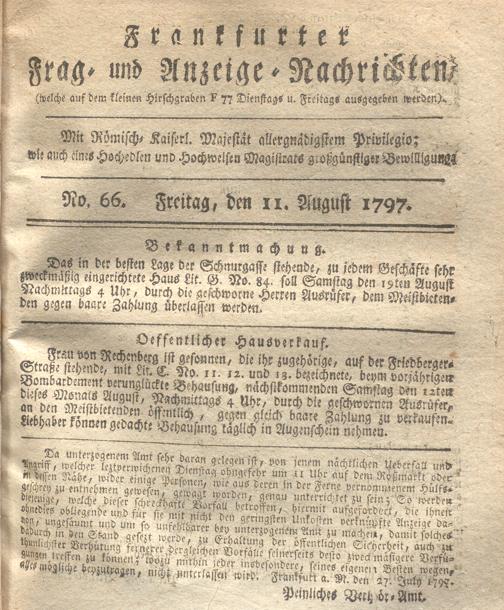 Frankfurter
Frag- und Anzeige-Nachrichten,
(welche auf dem kleinen Hirschgraben F 77 Dienstags u. Freitags ausgegeben werden).
Mit Römisch-Kaiserl. Majestät allergnädigstem Privilegio;
wie auch eines Hochedlen und Hochweisen Magistrats großgünstiger Bewilligung.
No. 66. Freitag, den 11. August 1797.
Bekanntmachung.
Das in der besten Lage der Schnurgasse stehende, zu jedem Geschäfte sehr
zweckmäßig eingerichtete Haus Lit. G. No. 84. soll Samstag den 19ten August
Nachmittags 4 Uhr, durch die geschworne Herren Ausrüfer, dem Meistbieten-
den gegen baare Zahlung überlassen werden.
Oeffentlicher Hausverkauf.
Frau von Rechenberg ist gesonnen, die ihr zugehörige, auf der Friedberger-
Straße stehende, mit Lit. C. No. 11. 12. und 13. bezeichnete, beym vorjährigen
Bombardement verunglückte Behausung, nächstkommenden Samstag den 12ten
dieses Monats August, Nachmittags 4 Uhr, durch die geschwornen Ausrüfer,
an den Meistbietenden öffentlich, gegen gleich baare Zahlung zu verkaufen.
Liebhaber können gedachte Behausung täglich in Augenschein nehmen.
Da unterzogenem Amt sehr daran gelegen ist, von jenem nächtlichen Ueberfall und
Angriff, welcher leztverwichenen Dienstag ohngefehr um 11 Uhr auf dem Roßmarkt oder
in dessen Nähe, wider einige Personen, wie aus deren in der Ferne vernommenem Hilfs-
geschrey zu entnehmen gewesen, gewagt worden, genau unterrichtet zu sein; So werden
diejenige, welche dieser schreckhafte Vorfall betroffen, hiermit aufgefordert, die ihnen
ohnedies obliegende und für sie mit nicht den geringsten Unkosten verknüpfte Anzeige da-
von, ungesäumt und um so unfehlbarer bey unterzogenem Amt zu machen, damit solches
dadurch in den Stand gesezt werde, zu Erhaltung der öffentlichen Sicherheit, auch zu
thunlichster Verhütung fernerer dergleichen Vorfälle seinerseits desto zweckmäsigere Verfü-
gungen treffen zu können; wozu mithin jeder insbesondere, seines eigenen Besten wegen,
alles mögliche beyzutragen, nicht unterlassen wird. Frankfurt a. M. den 27. July 1797.
Peinliches Verhör-Amt.